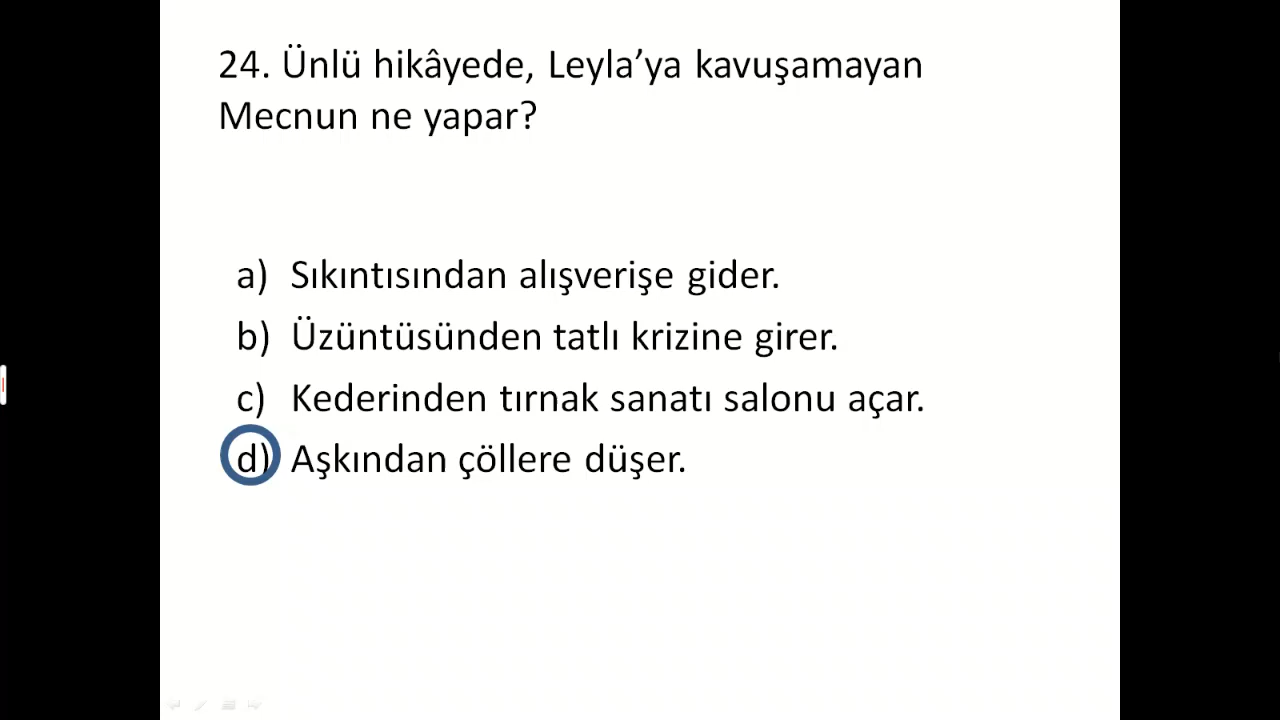 24. Ünlü hikâyede, Leyla’ya kavuşamayan
Mecnun ne yapar?
a) Sıkıntısından alışverişe gider.
b) Üzüntüsünden tatlı krizine girer.
c) Kederinden tırnak sanatı salonu açar.
d) Aşkından çöllere düşer.